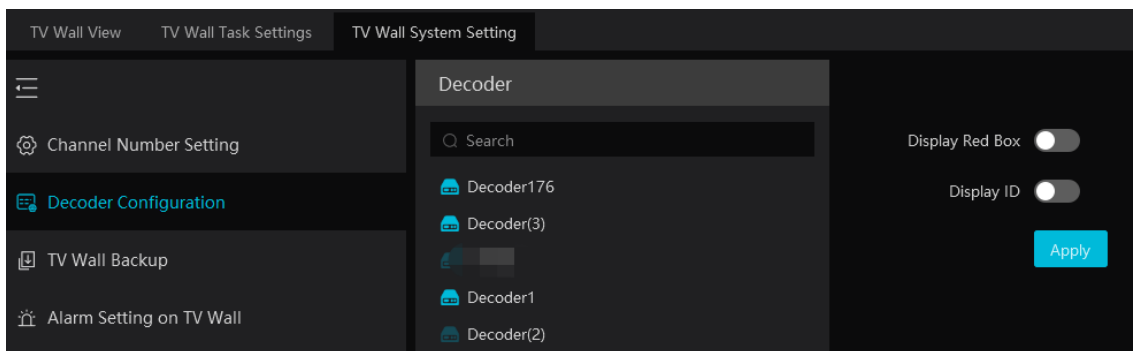 TV Wall View
TV Wall Task Settings
TV Wall System Setting
Channel Number Setting
Decoder Configuration
TV Wall Backup
Alarm Setting on TV Wall
Decoder
Search
Decoder176
Decoder(3)
Decoder1
Decoder(2)
Display Red Box
Display ID
Apply